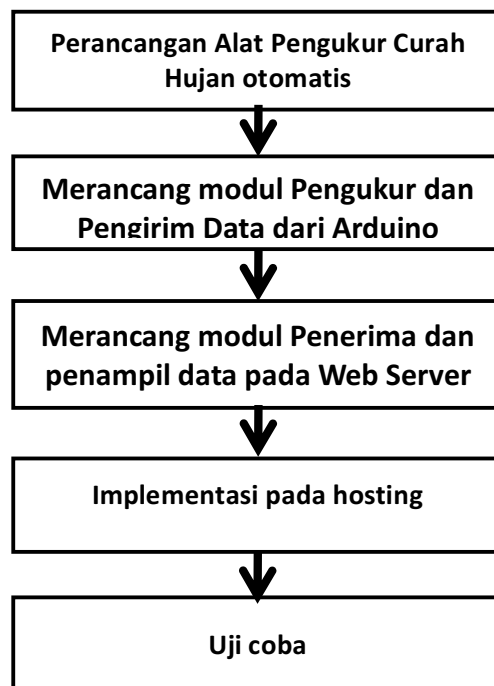 Perancangan Alat Pengukur Curah
Hujan otomatis
Merancang modul Pengukur dan
Pengirim Data dari Arduino
Merancang modul Penerima dan
penampil data pada Web Server
Implementasi pada hosting
Uji coba